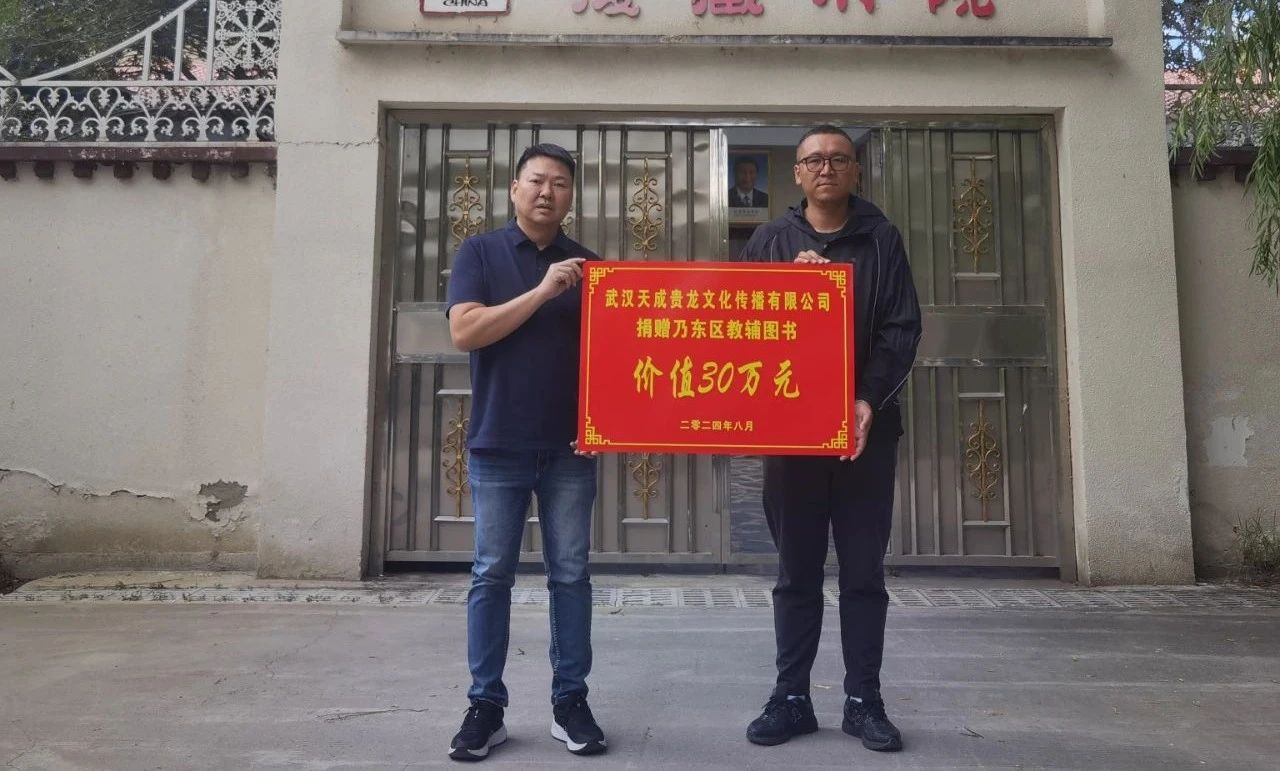 CHINA
武汉天成贵龙文化传播有限公司
捐赠乃东区教辅图书
价值30万元
二零二四年八月